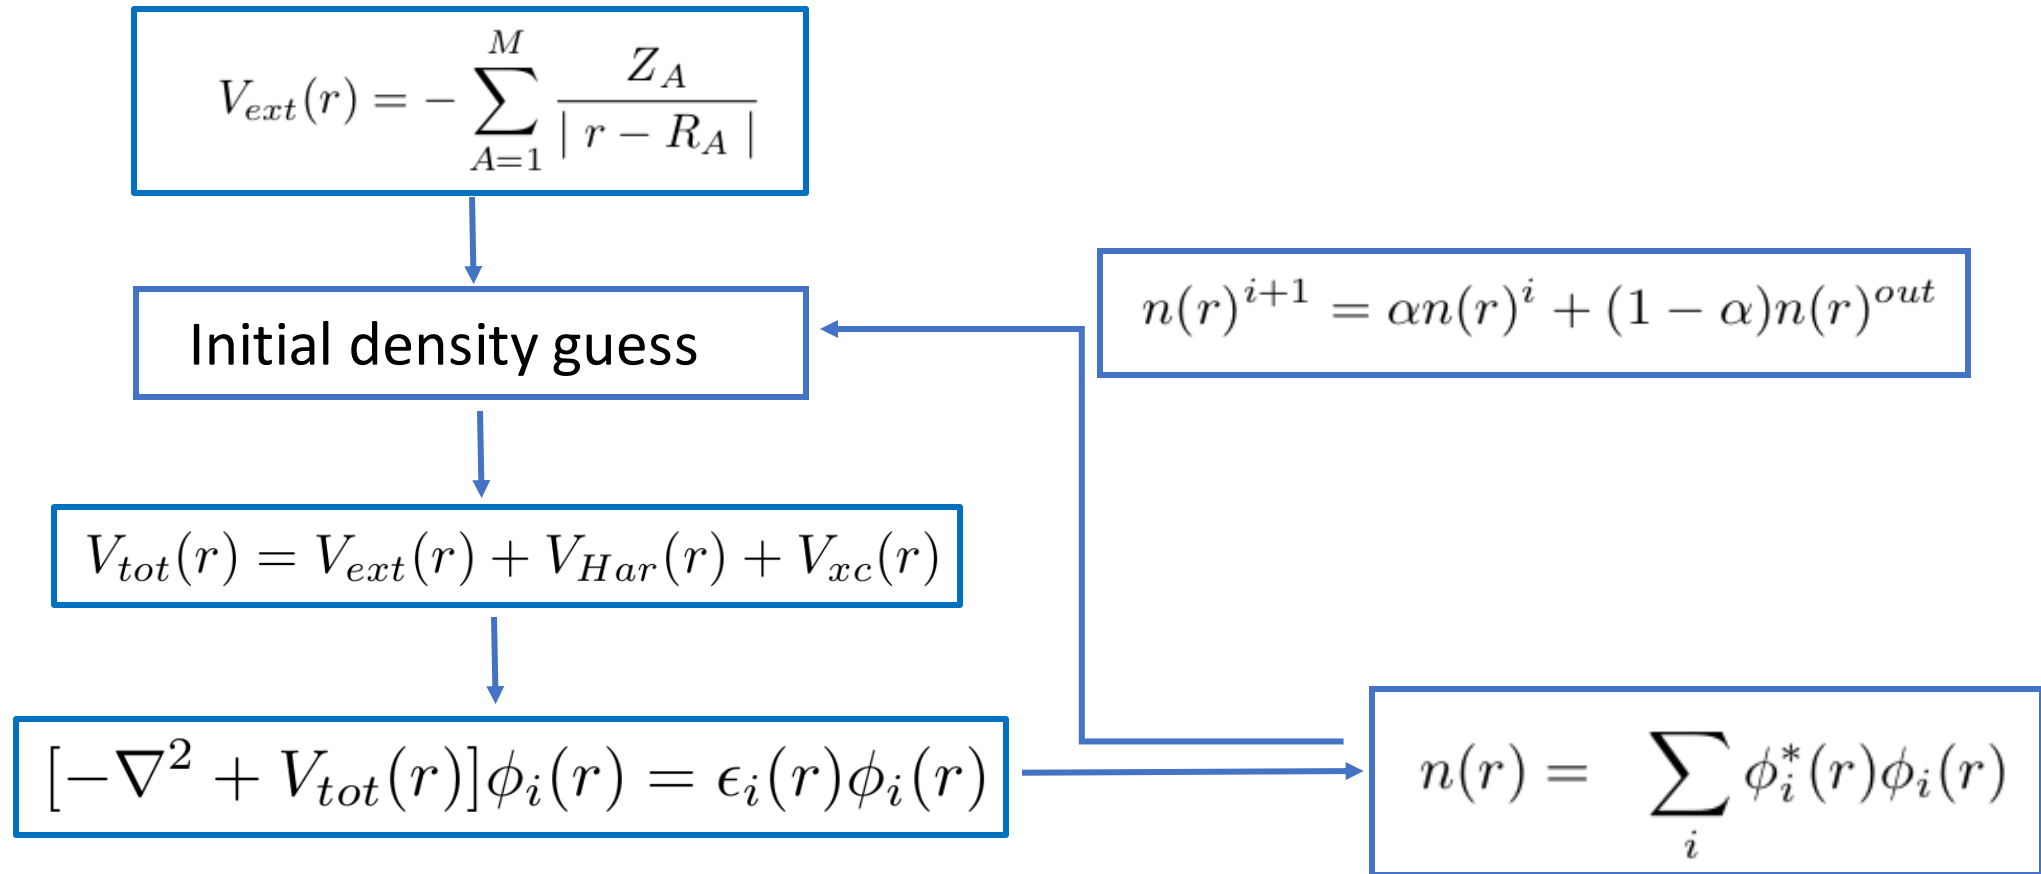 V_{ext}(r) = - \sum_{A=1}^{M} \frac{Z_A}{| r - R_A |}
Initial density guess
n(r)^{i+1} = \alpha n(r)^i + (1 - \alpha) n(r)^{out}
V_{tot}(r) = V_{ext}(r) + V_{Har}(r) + V_{xc}(r)
[-\nabla^2 + V_{tot}(r)]\phi_i(r) = \epsilon_i(r)\phi_i(r)
n(r) = \sum_i \phi_i^*(r)\phi_i(r)